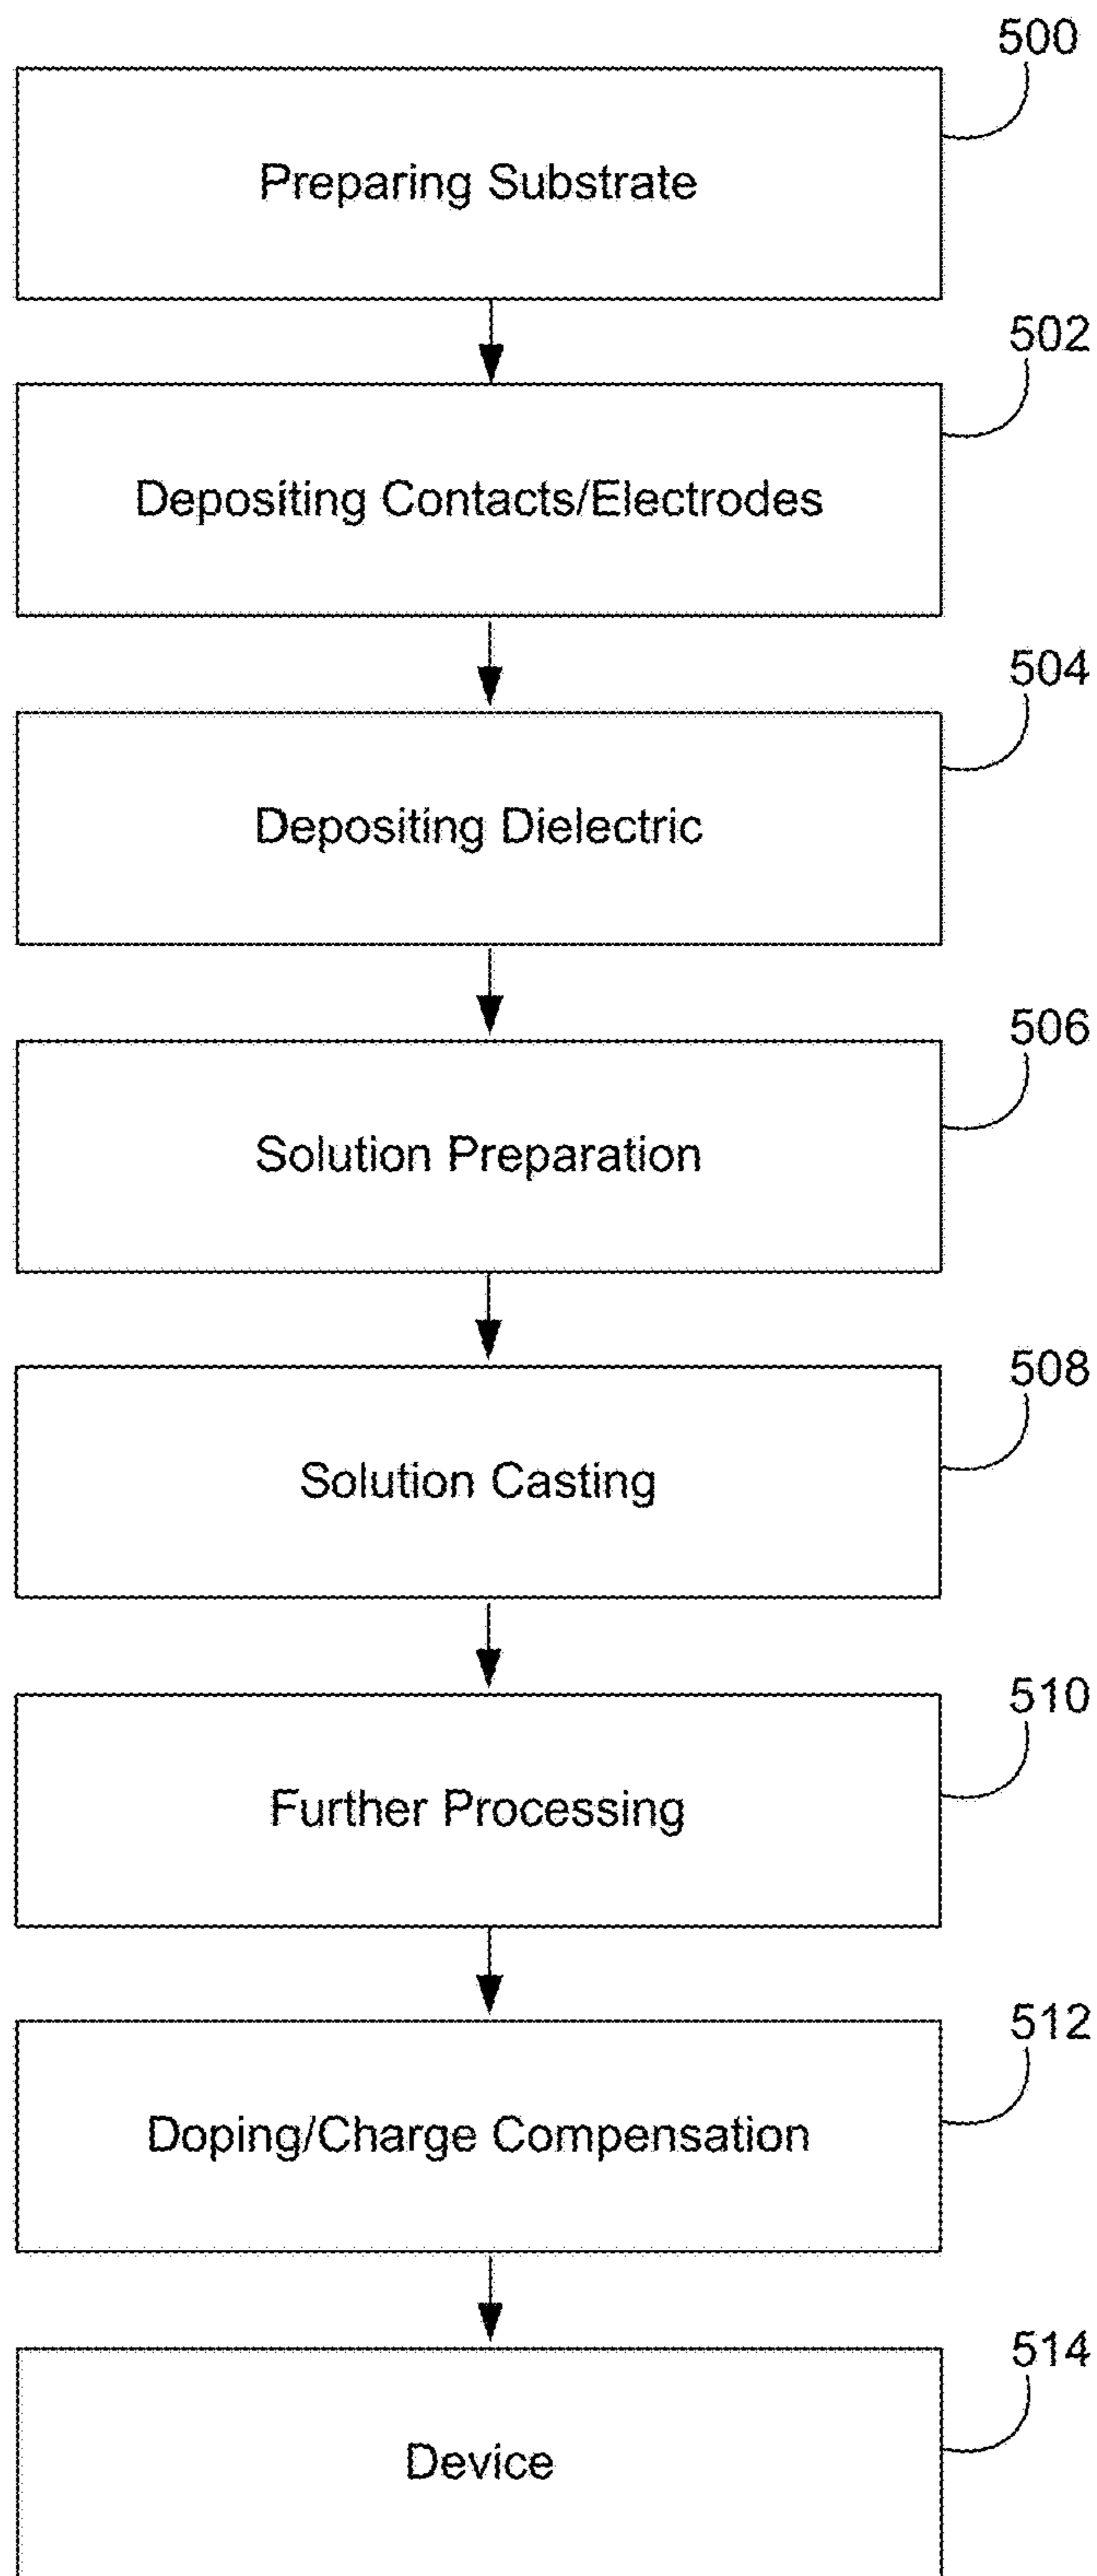 500
Preparing Substrate
502
Depositing Contacts/Electrodes
504
Depositing Dielectric
506
Solution Preparation
508
Solution Casting
510
Further Processing
512
Doping/Charge Compensation
514
Device